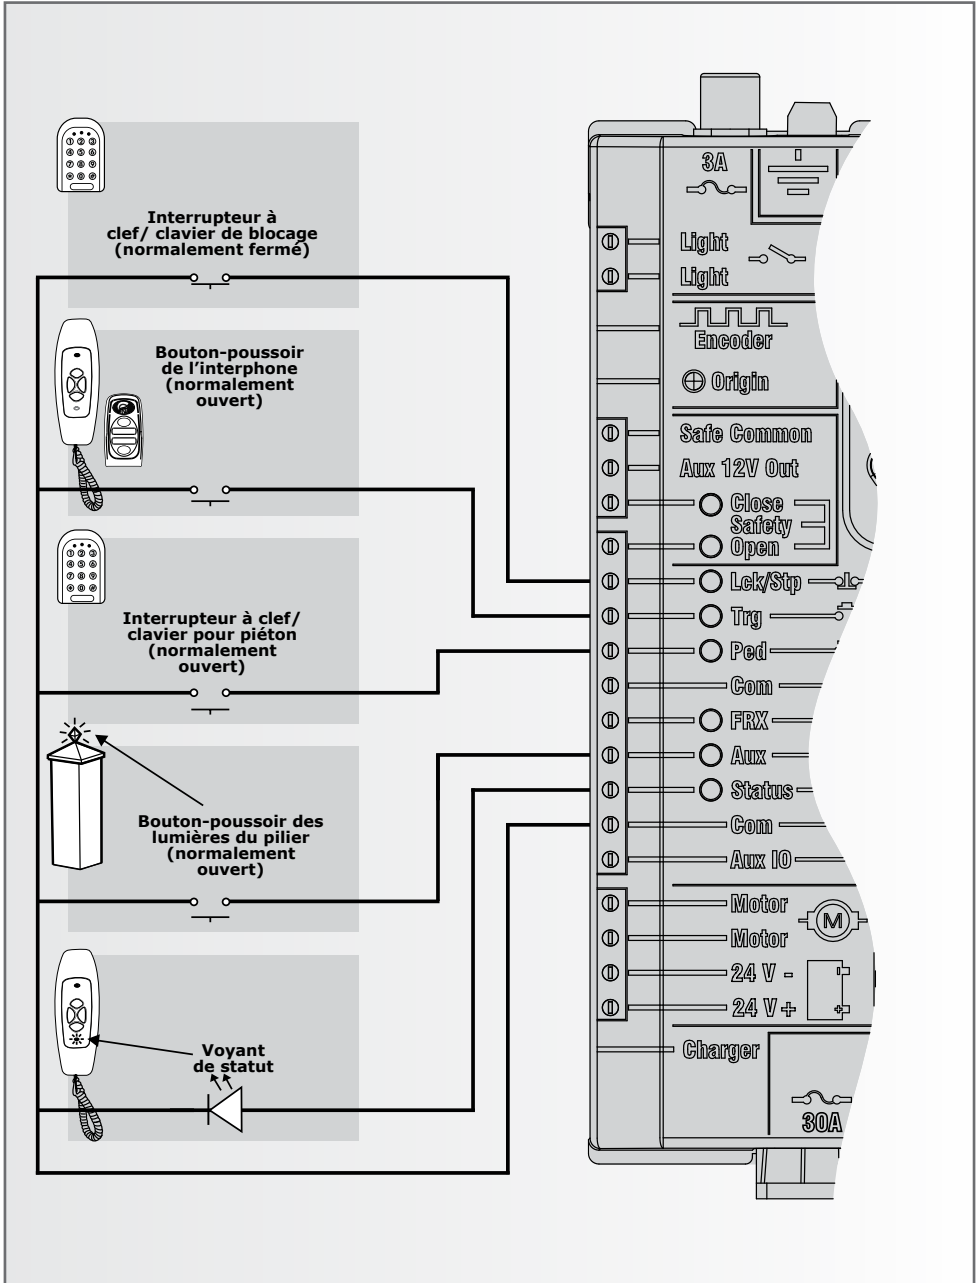 Interrupteur à
clef/ clavier de blocage
(normalement fermé)
Bouton-poussoir
de l'interphone
(normalement
ouvert)
Interrupteur à clef/
clavier pour piéton
(normalement
ouvert)
Bouton-poussoir des
lumières du pilier
(normalement
ouvert)
Voyant
de statut
3A
Light
Light
Encoder
Origin
Safe Common
Aux 12V Out
Close
Safety
Open
Lck/Stp
Trg
Ped
Com
FRX
Aux
Status
Com
Aux IO
Motor
M
Motor
24 V -
24 V +
Charger
30A